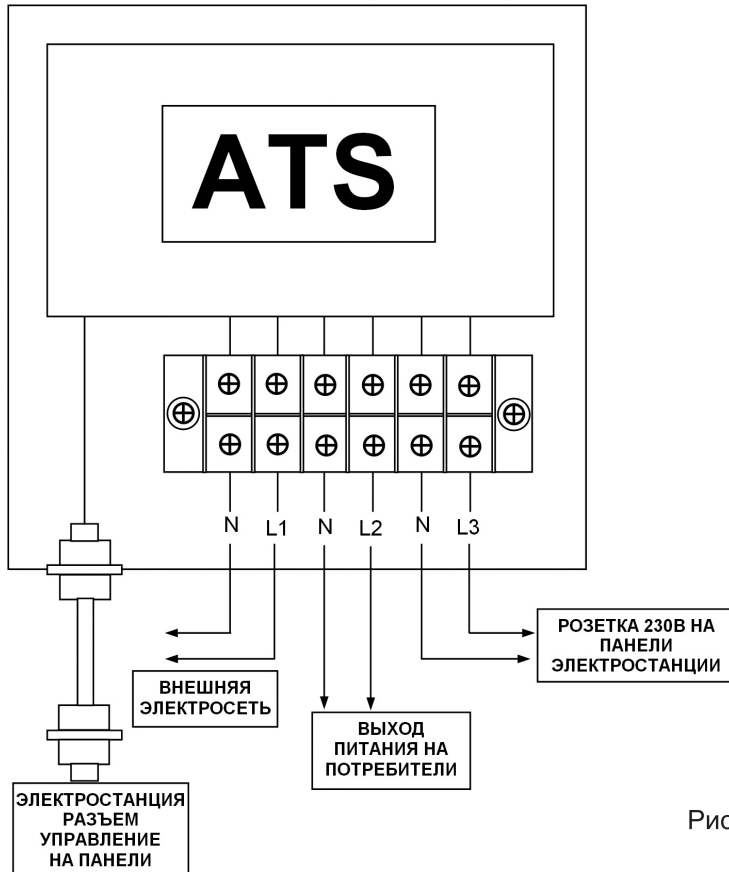 ATS
N L1 N L2 N L3
РОЗЕТКА 230В НА
ПАНЕЛИ
ЭЛЕКТРОСТАНЦИИ
ВНЕШНЯЯ
ЭЛЕКТРОСЕТЬ
ВЫХОД
ПИТАНИЯ НА
ПОТРЕБИТЕЛИ
ЭЛЕКТРОСТАНЦИЯ
РАЗЪЕМ
УПРАВЛЕНИЕ
НА ПАНЕЛИ
Рис